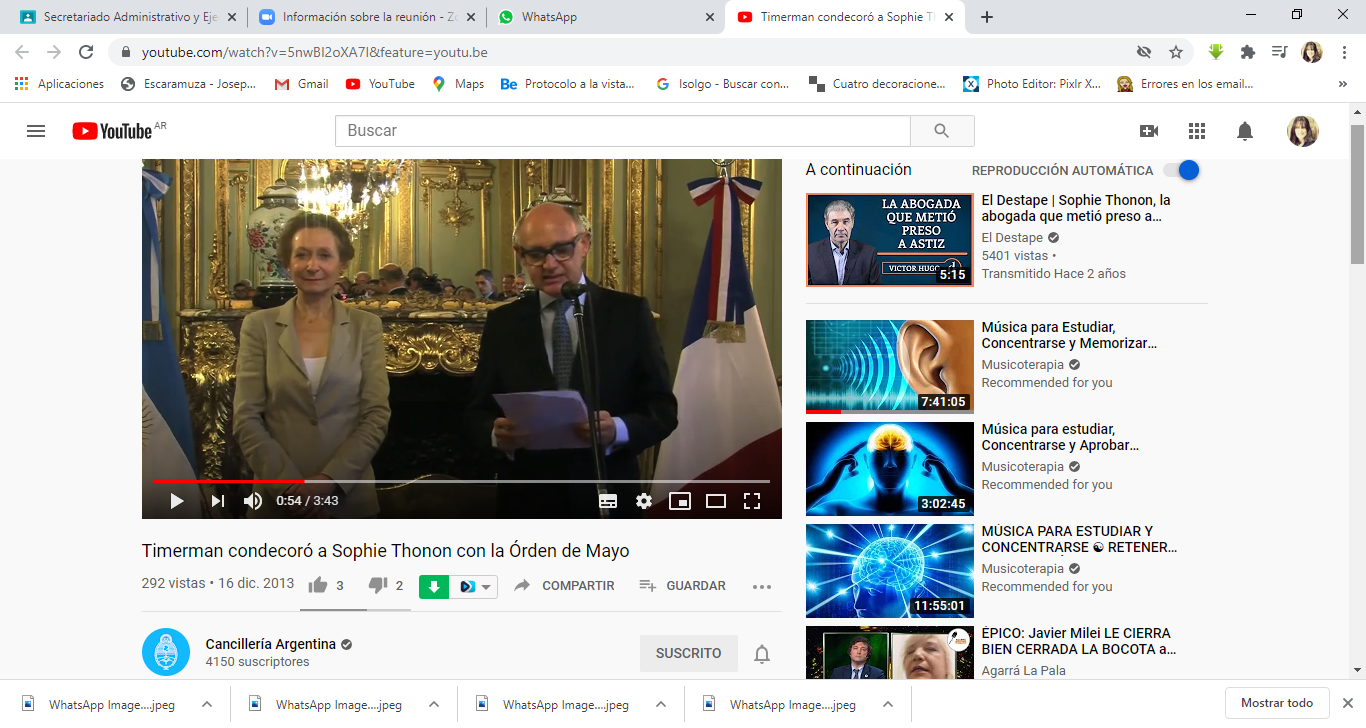 Secretariado Administrativo y Eje
Información sobre la reunión - Zo
WhatsApp
Timerman condecoró a Sophie Th
youtube.com/watch?v=5nwBI2oXA7I&feature=youtu.be
Aplicaciones
Escaramuza - Josep...
Gmail
YouTube
Maps
Protocolo a la vista...
Isolgo - Buscar con...
Cuatro decoracione...
Photo Editor: Pixlr X...
Errores en los email...
YouTube AR
Buscar
A continuación
REPRODUCCIÓN AUTOMÁTICA
LA ABOGADA
QUE METIÓ
PRESO
A ASTIZ
VICTOR HUGO
5:15
El Destape | Sophie Thonon, la
abogada que metió preso a...
El Destape
5401 vistas •
Transmitido Hace 2 años
7:41:05
Música para Estudiar,
Concentrarse y Memorizar...
Musicoterapia
Recommended for you
3:02:45
Música para estudiar,
Concentrarse y Aprobar...
Musicoterapia
Recommended for you
11:55:01
MÚSICA PARA ESTUDIAR Y
CONCENTRARSE ☯ RETENER...
Musicoterapia
Recommended for you
ÉPICO: Javier Milei LE CIERRA
BIEN CERRADA LA BOCOTA a...
Agarrá La Pala
0:54 / 3:43
Timerman condecoró a Sophie Thonon con la Órden de Mayo
292 vistas • 16 dic. 2013
3
2
COMPARTIR
GUARDAR
Cancillería Argentina
4150 suscriptores
SUSCRITO
WhatsApp Image....jpeg
WhatsApp Image....jpeg
WhatsApp Image....jpeg
WhatsApp Image....jpeg
Mostrar todo